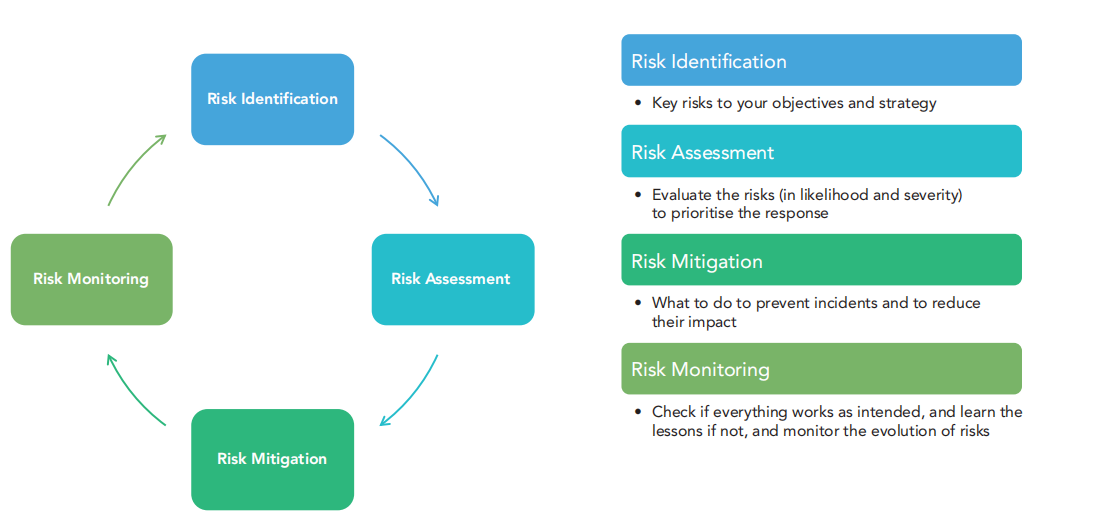 Risk Identification
Risk Monitoring
Risk Assessment
Risk Mitigation
Risk Identification
• Key risks to your objectives and strategy
Risk Assessment
• Evaluate the risks (in likelihood and severity)
to prioritise the response
Risk Mitigation
• What to do to prevent incidents and to reduce
their impact
Risk Monitoring
• Check if everything works as intended, and learn the
lessons if not, and monitor the evolution of risks